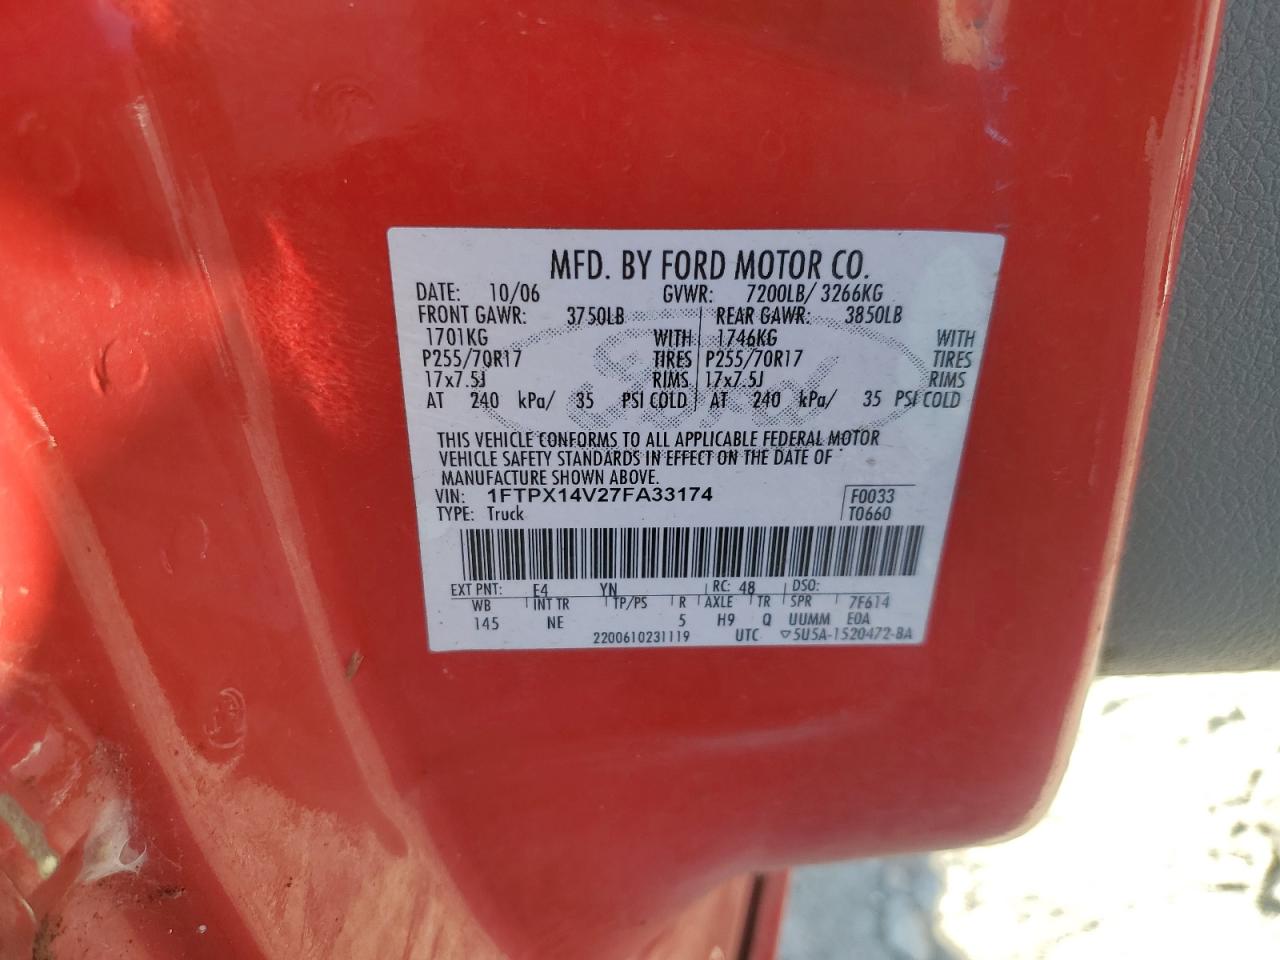 MFD. BY FORD MOTOR CO.
DATE: 10/06 GVWR: 7200LB/ 3266KG
FRONT GAWR: 3750LB REAR GAWR: 3850LB
1701KG WITH 1746KG WITH
P255/70R17 TIRES P255/70R17 TIRES
17x7.5J RIMS 17x7.5J RIMS
AT 240 kPa/ 35 PSI COLD AT 240 kPa/ 35 PSI COLD
THIS VEHICLE CONFORMS TO ALL APPLICABLE FEDERAL MOTOR
VEHICLE SAFETY STANDARDS IN EFFECT ON THE DATE OF
MANUFACTURE SHOWN ABOVE.
VIN: 1FTPX14V27FA33174 F0033
TYPE: Truck T0660
EXT PNT: E4 YN RC: 48 DSO:
WB INT TR TP/PS R AXLE TR SPR 7F614
145 NE 5 H9 Q UUMM EOA
2200610231119 UTC ▽5U5A-1520472-BA